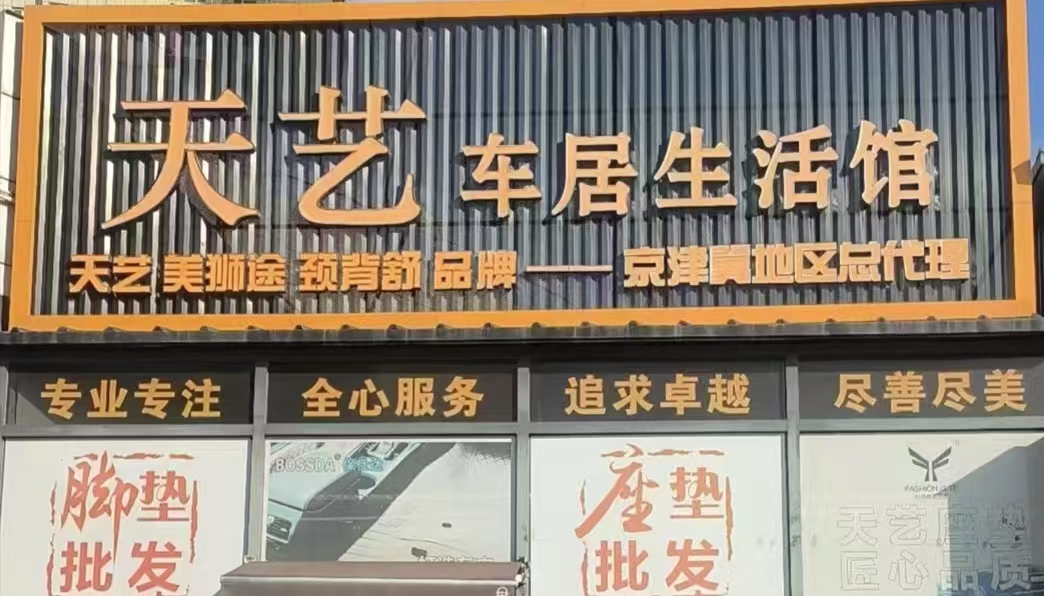 天艺 车居生活馆
天艺 美狮途 颈背舒 品牌——京津冀地区总代理
专业专注 全心服务 追求卓越 尽善尽美
脚垫
批发
BOSSDA
座垫
批发
FASHION
天艺座垫
匠心品质